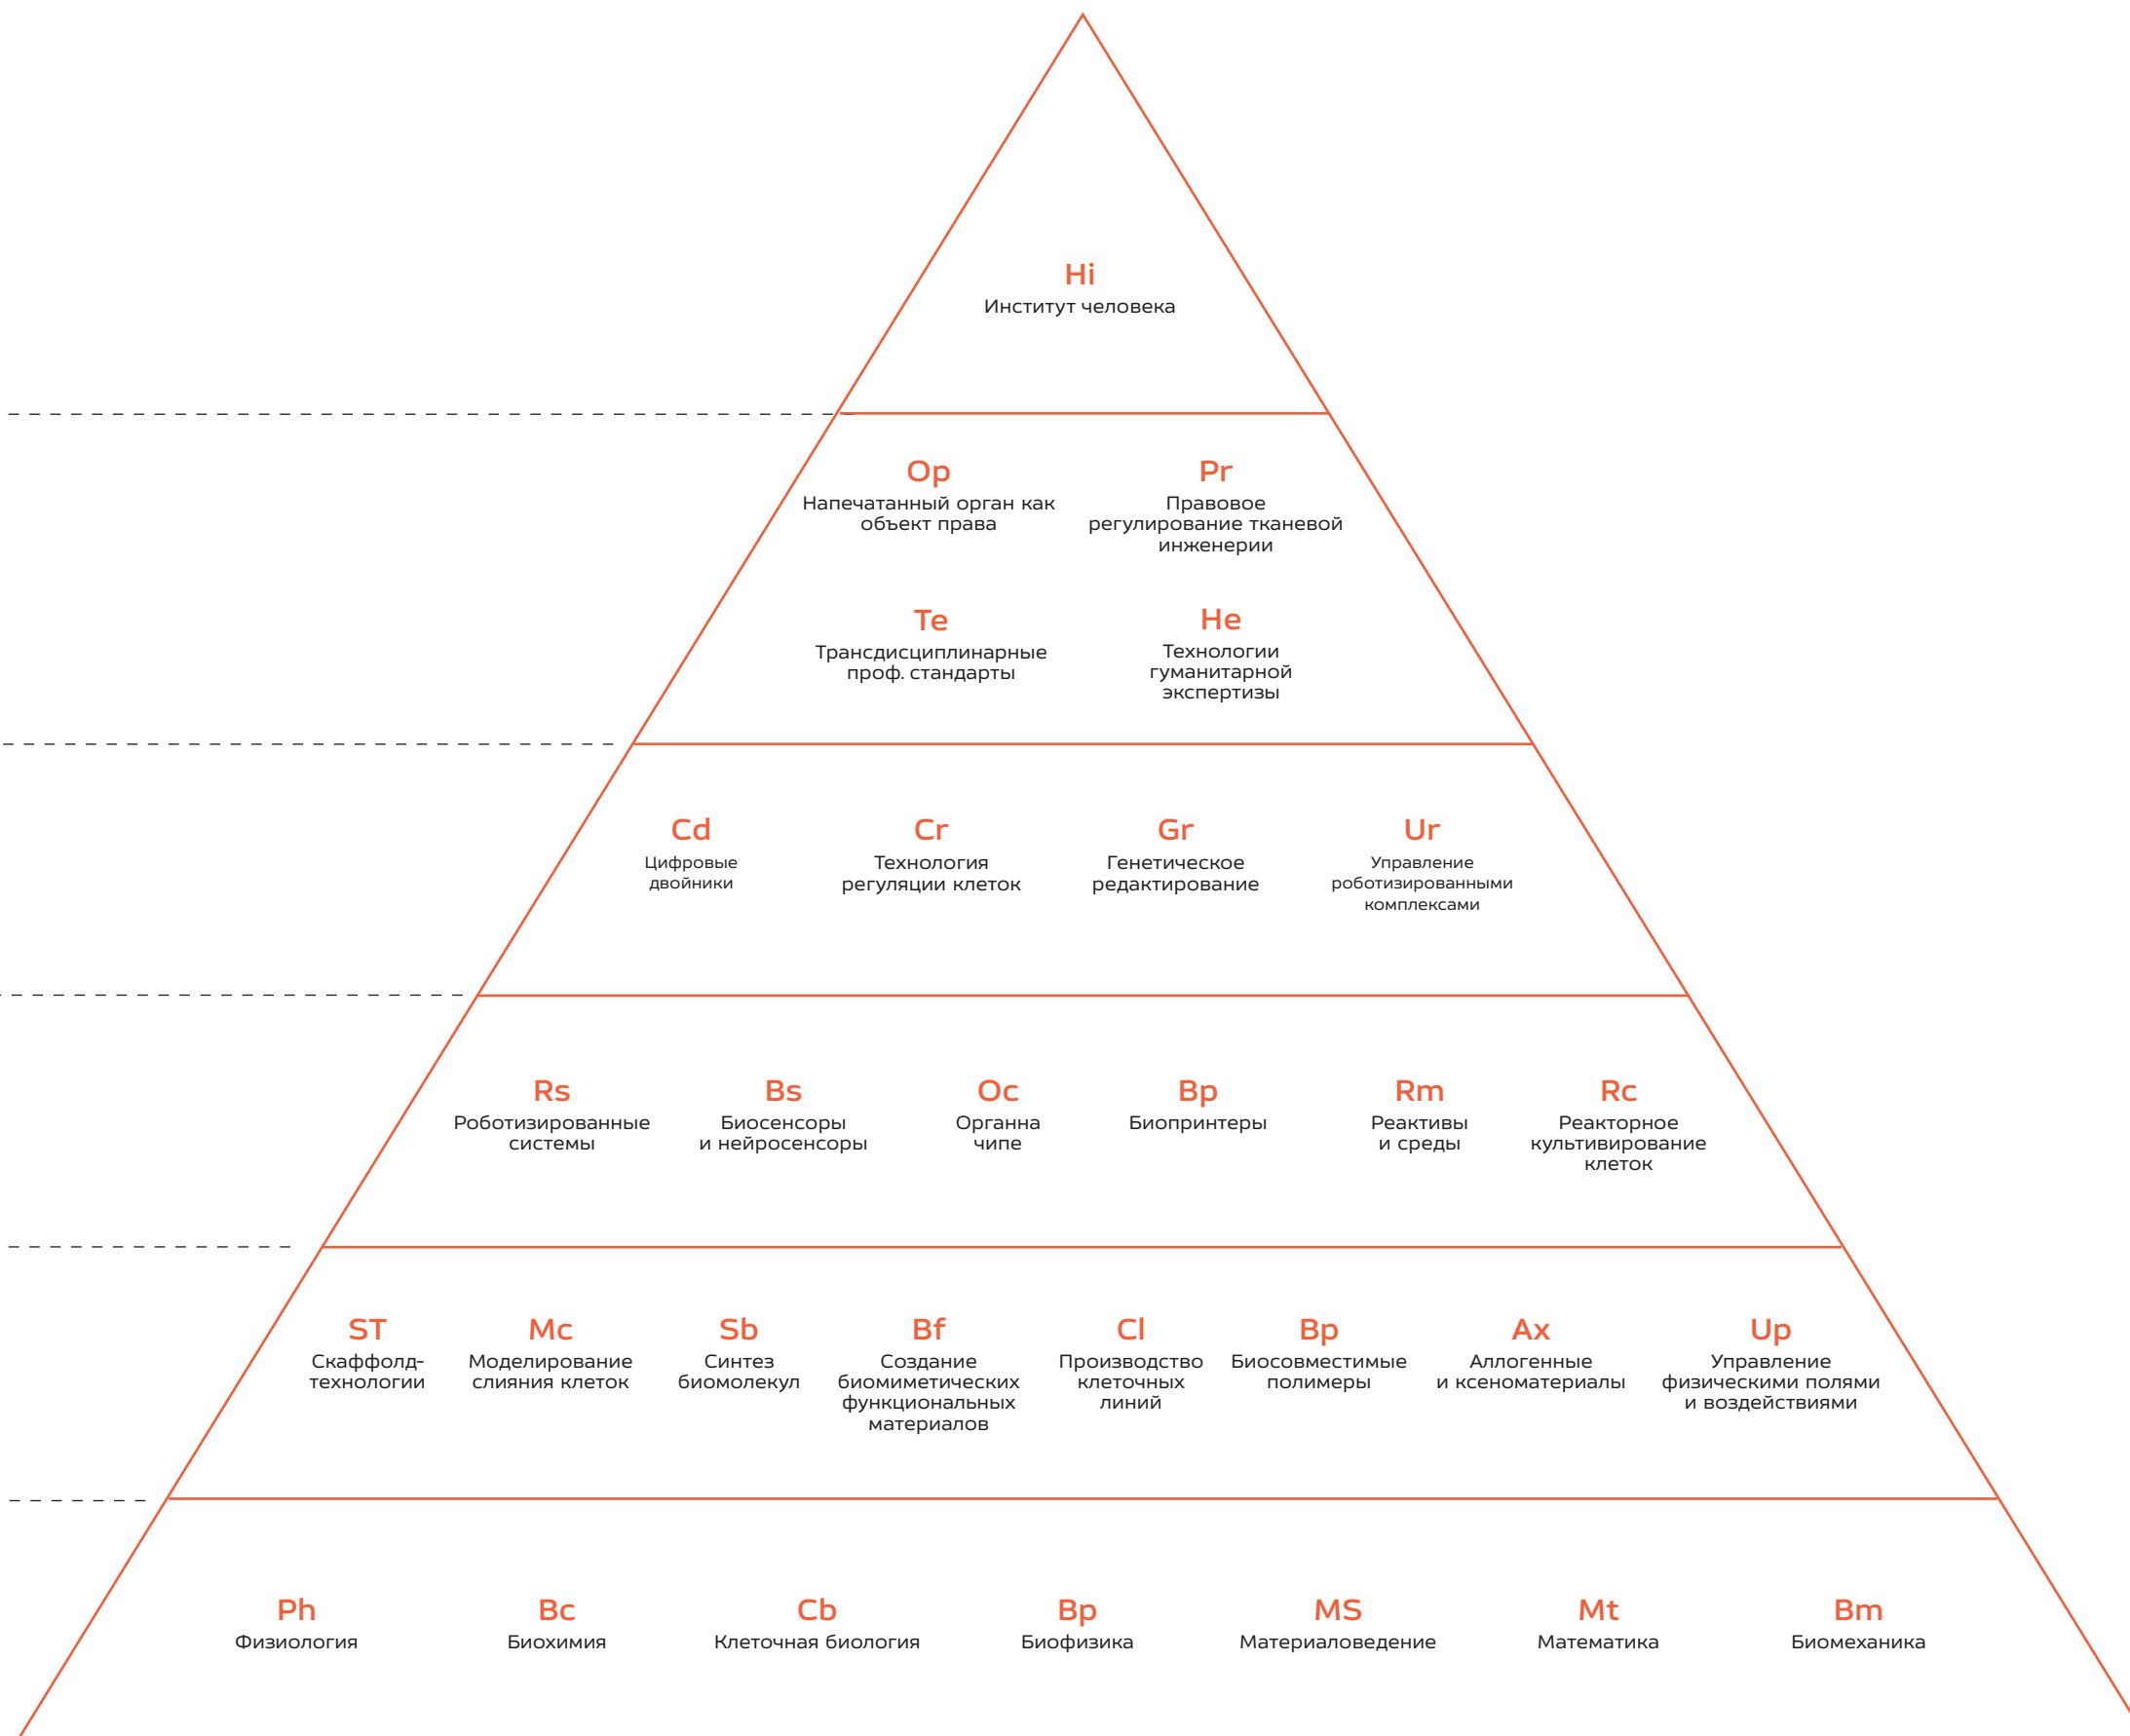 Hi
Институт человека
Op
Напечатанный орган как
объект права
Pr
Правовое
регулирование тканевой
инженерии
Te
Трансдисциплинарные
проф. стандарты
He
Технологии
гуманитарной
экспертизы
Cd
Цифровые
двойники
Cr
Технология
регуляции клеток
Gr
Генетическое
редактирование
Ur
Управление
роботизированными
комплексами
Rs
Роботизированные
системы
Bs
Биосенсоры
и нейросенсоры
Oc
Органна
чипе
Bp
Биопринтеры
Rm
Реактивы
и среды
Rc
Реакторное
культивирование
клеток
ST
Скаффолд-
технологии
Mc
Моделирование
слияния клеток
Sb
Синтез
биомолекул
Bf
Создание
биомиметических
функциональных
материалов
Cl
Производство
клеточных
линий
Bp
Биосовместимые
полимеры
Ax
Аллогенные
и ксеноматериалы
Up
Управление
физическими полями
и воздействиями
Ph
Физиология
Bc
Биохимия
Cb
Клеточная биология
Bp
Биофизика
MS
Материаловедение
Mt
Математика
Bm
Биомеханика